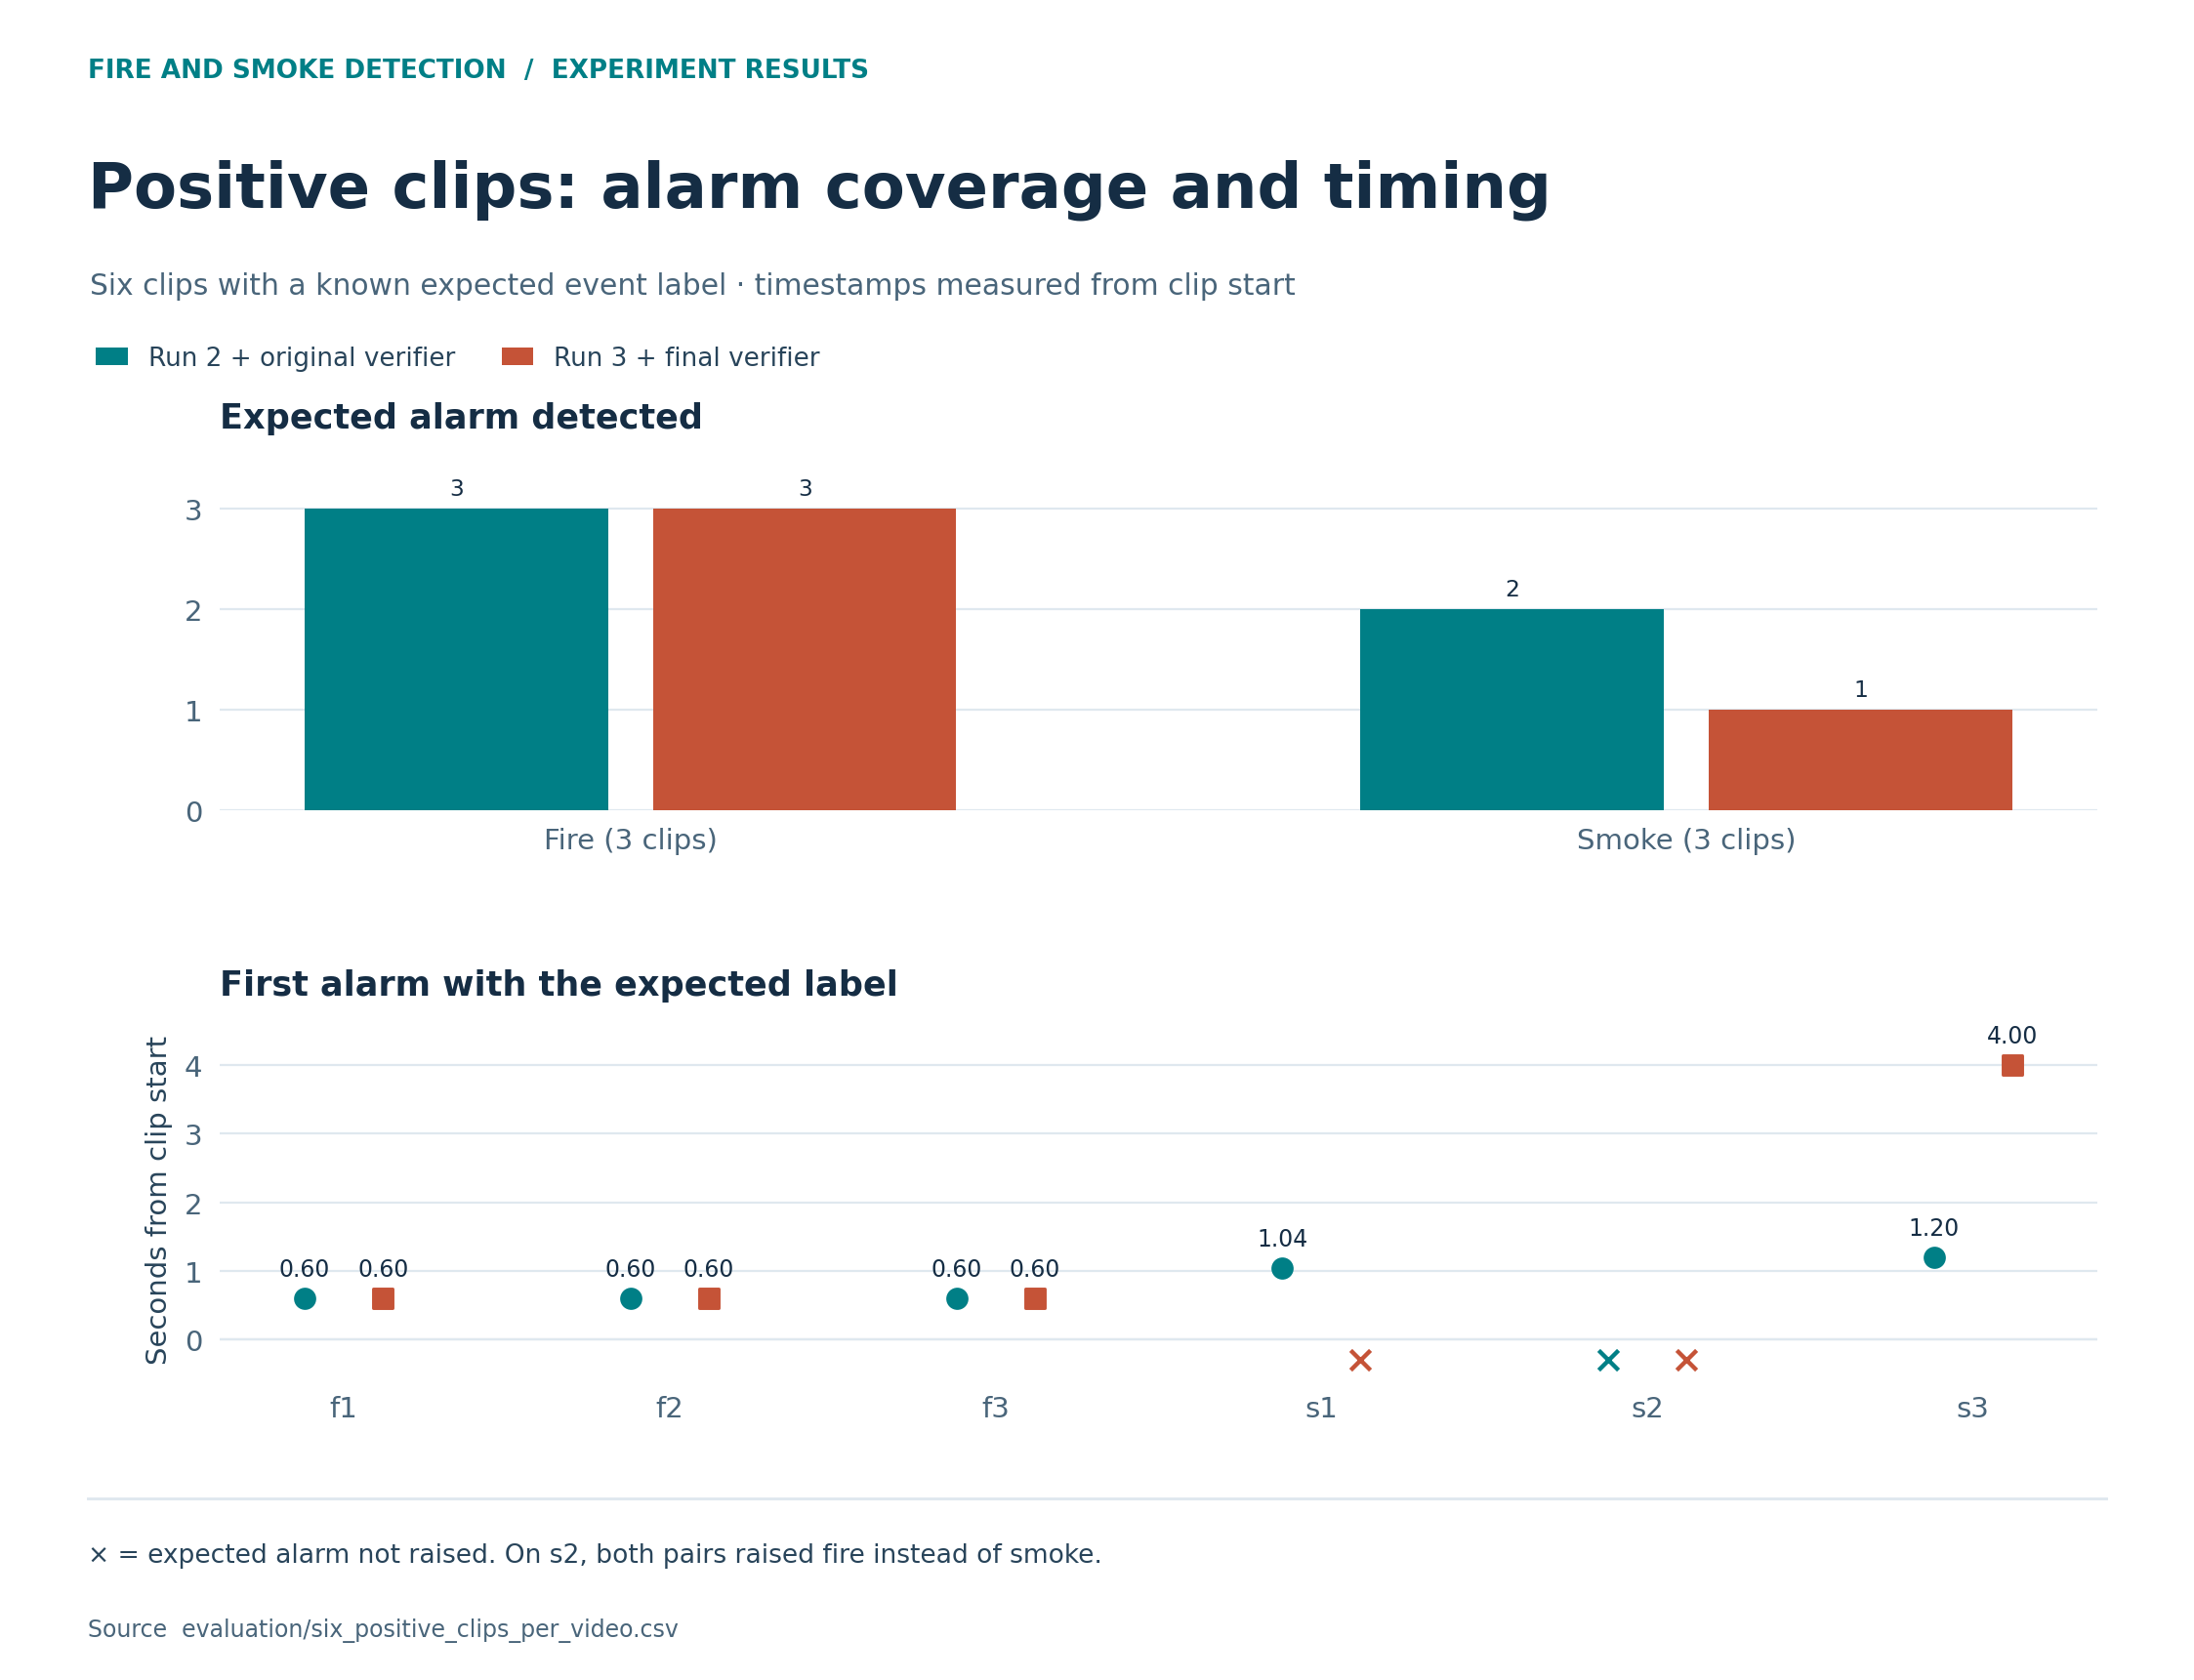 FIRE AND SMOKE DETECTION / EXPERIMENT RESULTS
Positive clips: alarm coverage and timing
Six clips with a known expected event label · timestamps measured from clip start
Run 2 + original verifier Run 3 + final verifier
Expected alarm detected
3 3
3
2
2
1
1
0
Fire (3 clips) Smoke (3 clips)
First alarm with the expected label
Seconds from clip start
4.00
4
3
2
1.20
1.04
0.60 0.60 0.60 0.60 0.60 0.60
1
0
× × ×
f1 f2 f3 s1 s2 s3
× = expected alarm not raised. On s2, both pairs raised fire instead of smoke.
Source evaluation/six_positive_clips_per_video.csv